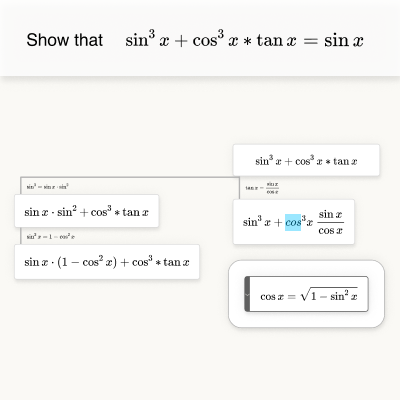 Show that sin³ x + cos³ x ∗ tan x = sin x
sin³ x + cos³ x ∗ tan x
sin³ = sin x · sin²
tan x = sin x / cos x
sin x · sin² + cos³ ∗ tan x
sin³ x + cos³x sin x / cos x
sin² x = 1 − cos² x
sin x · (1 − cos² x) + cos³ ∗ tan x
cos x = √(1 − sin² x)